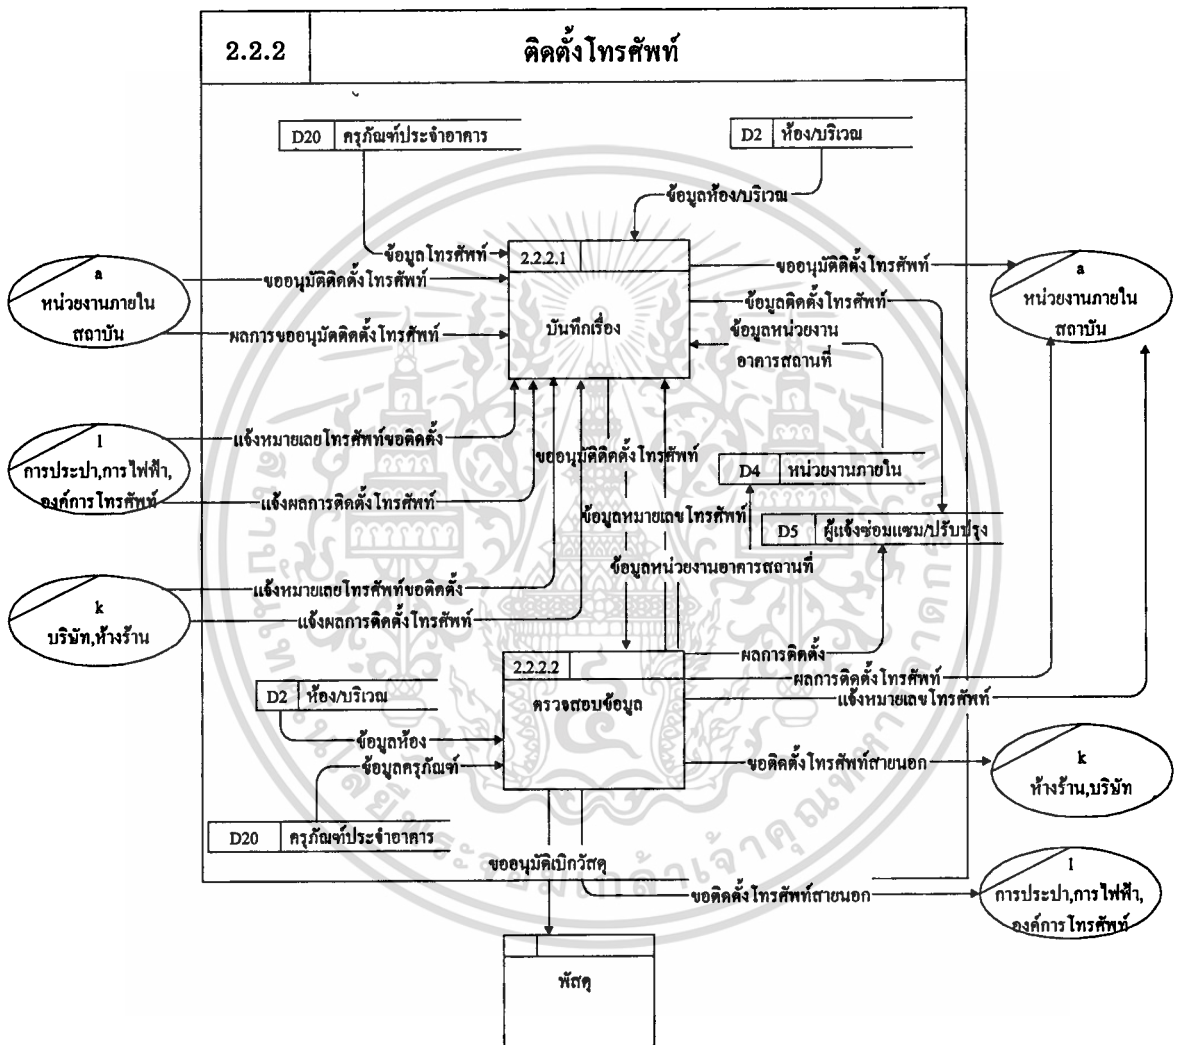 2.2.2
ติดตั้งโทรศัพท์
D20 ครุภัณฑ์ประจำอาคาร
D2 ห้อง/บริเวณ
ข้อมูลห้อง/บริเวณ
ข้อมูลโทรศัพท์
2.2.2.1
บันทึกเรื่อง
a
หน่วยงานภายใน
สถาบัน
ขออนุมัติติดตั้งโทรศัพท์
ผลการขออนุมัติติดตั้งโทรศัพท์
ขออนุมัติติตั้งโทรศัพท์
ข้อมูลติดตั้งโทรศัพท์
ข้อมูลหน่วยงาน
อาคารสถานที่
a
หน่วยงานภายใน
สถาบัน
l
การประปา,การไฟฟ้า,
องค์การโทรศัพท์
แจ้งหมายเลยโทรศัพท์ขอติดตั้ง
แจ้งผลการติดตั้งโทรศัพท์
ขออนุมัติติดตั้งโทรศัพท์
D4 หน่วยงานภายใน
ข้อมูลหมายเลขโทรศัพท์
D5 ผู้แจ้งซ่อมแซม/ปรับปรุง
ข้อมูลหน่วยงานอาคารสถานที่
k
บริษัท,ห้างร้าน
แจ้งหมายเลยโทรศัพท์ขอติดตั้ง
แจ้งผลการติดตั้งโทรศัพท์
2.2.2.2
ตรวจสอบข้อมูล
ผลการติดตั้ง
ผลการติดตั้งโทรศัพท์
แจ้งหมายเลขโทรศัพท์
D2 ห้อง/บริเวณ
ข้อมูลห้อง
ข้อมูลครุภัณฑ์
D20 ครุภัณฑ์ประจำอาคาร
ขอติดตั้งโทรศัพท์สายนอก
k
ห้างร้าน,บริษัท
ขออนุมัติเบิกวัสดุ
ขอติดตั้งโทรศัพท์สายนอก
l
การประปา,การไฟฟ้า,
องค์การโทรศัพท์
พัสดุ